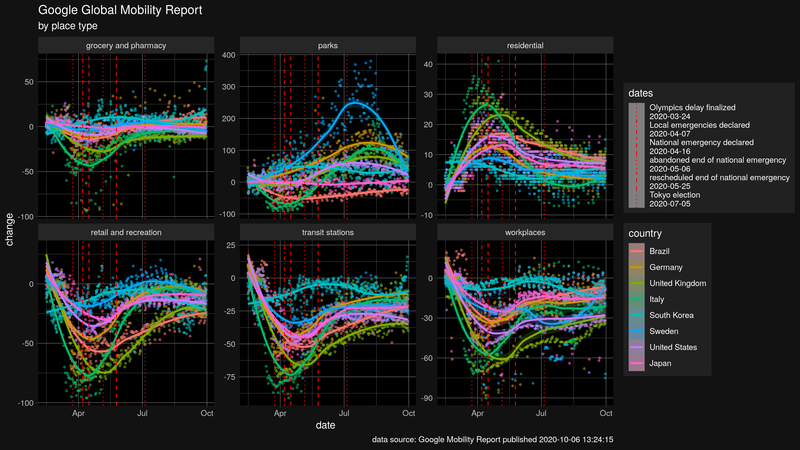 Google Global Mobility Report
by place type
grocery and pharmacy
parks
residential
50
0
-50
-100
400
300
200
100
0
-100
40
30
20
10
0
-10
change
retail and recreation
transit stations
workplaces
0
-50
-100
25
0
-25
-50
-75
0
-30
-60
-90
Apr
Jul
Oct
Apr
Jul
Oct
Apr
Jul
Oct
date
dates
Olympics delay finalized
2020-03-24
Local emergencies declared
2020-04-07
National emergency declared
2020-04-16
abandoned end of national emergency
2020-05-06
rescheduled end of national emergency
2020-05-25
Tokyo election
2020-07-05
country
Brazil
Germany
United Kingdom
Italy
South Korea
Sweden
United States
Japan
data source: Google Mobility Report published 2020-10-06 13:24:15